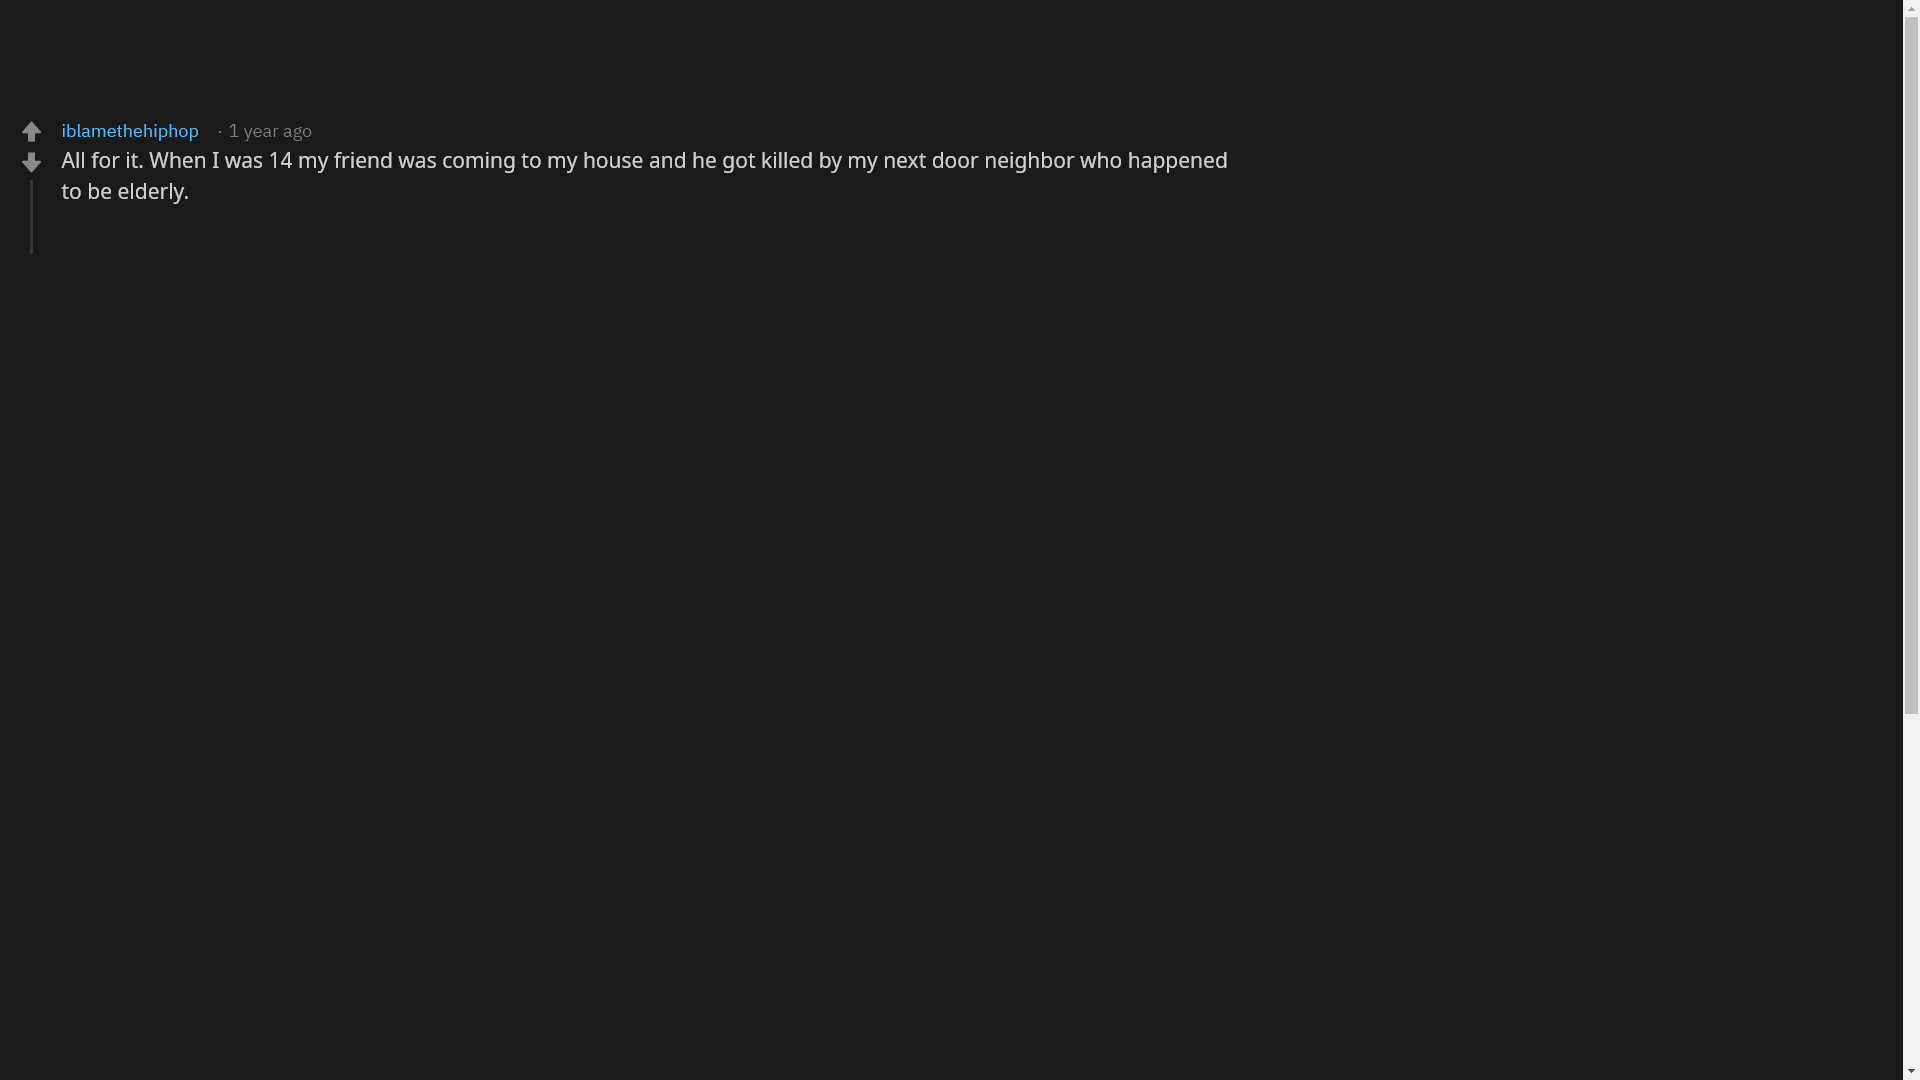 iblamethehiphop · 1 year ago
All for it. When I was 14 my friend was coming to my house and he got killed by my next door neighbor who happened
to be elderly.